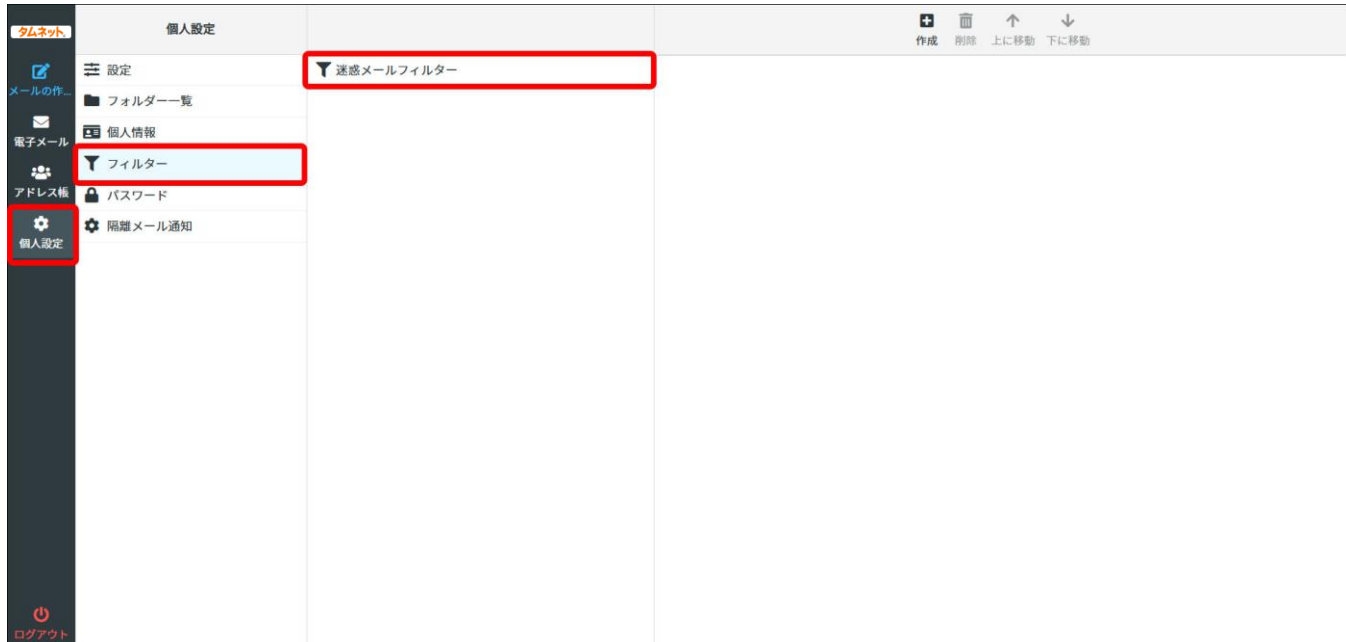 タムネット
メールの作…
電子メール
アドレス帳
個人設定
ログアウト
個人設定
設定
フォルダー一覧
個人情報
フィルター
パスワード
隔離メール通知
迷惑メールフィルター
作成 削除 上に移動 下に移動